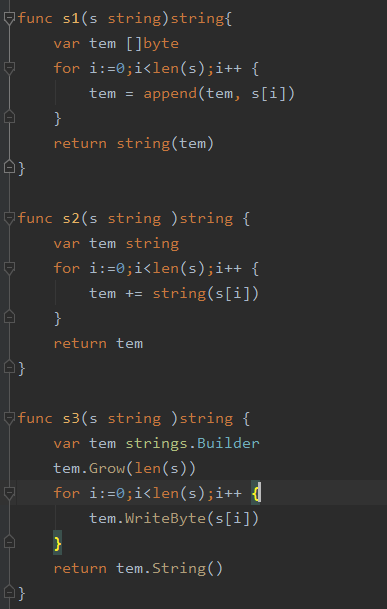 func s1(s string)string{
    var tem []byte
    for i:=0;i<len(s);i++ {
        tem = append(tem, s[i])
    }
    return string(tem)
}
func s2(s string )string {
    var tem string
    for i:=0;i<len(s);i++ {
        tem += string(s[i])
    }
    return tem
}
func s3(s string )string {
    var tem strings.Builder
    tem.Grow(len(s))
    for i:=0;i<len(s);i++ {
        tem.WriteByte(s[i])
    }
    return tem.String()
}